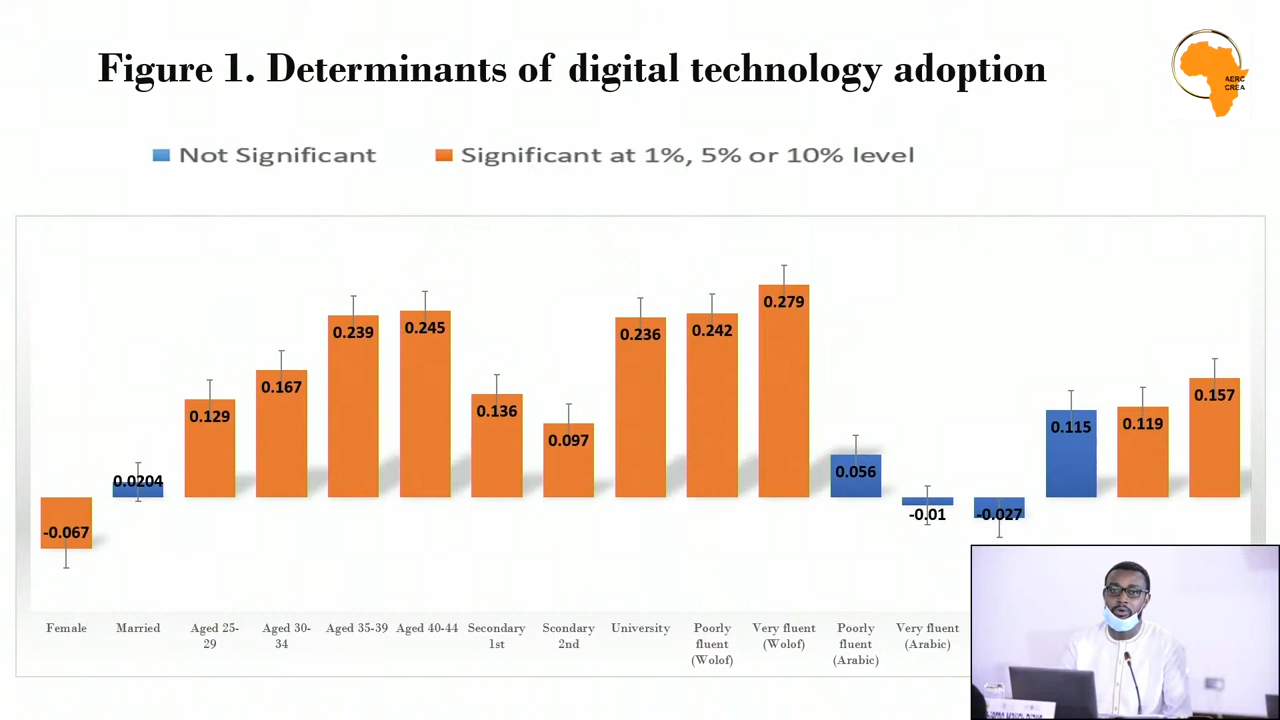 Figure 1. Determinants of digital technology adoption
AERC
CREA
Not Significant
Significant at 1%, 5% or 10% level
-0.067
0.0204
0.129
0.167
0.239
0.245
0.136
0.097
0.236
0.242
0.279
0.056
-0.01
-0.027
0.115
0.119
0.157
Female
Married
Aged 25-
29
Aged 30-
34
Aged 35-39
Aged 40-44
Secondary
1st
Scondary
2nd
University
Poorly
fluent
(Wolof)
Very fluent
(Wolof)
Poorly
fluent
(Arabic)
Very fluent
(Arabic)